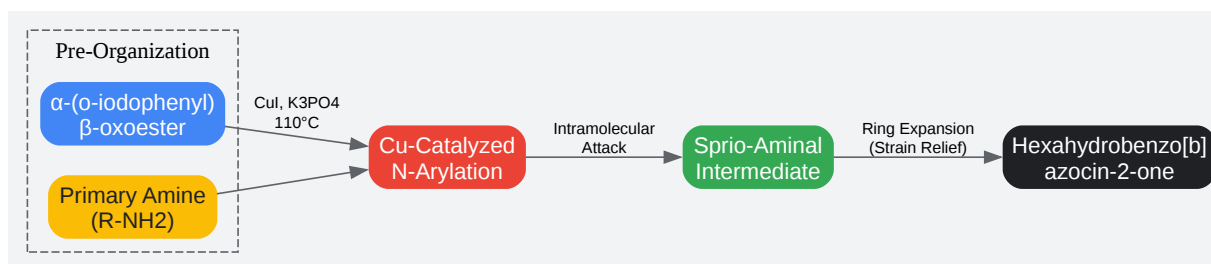 Pre-Organization
α-(o-iodophenyl)
β-oxoester
Primary Amine
(R-NH2)
CuI, K3PO4
110°C
Cu-Catalyzed
N-Arylation
Intramolecular
Attack
Sprio-Aminal
Intermediate
Ring Expansion
(Strain Relief)
Hexahydrobenzo[b]
azocin-2-one